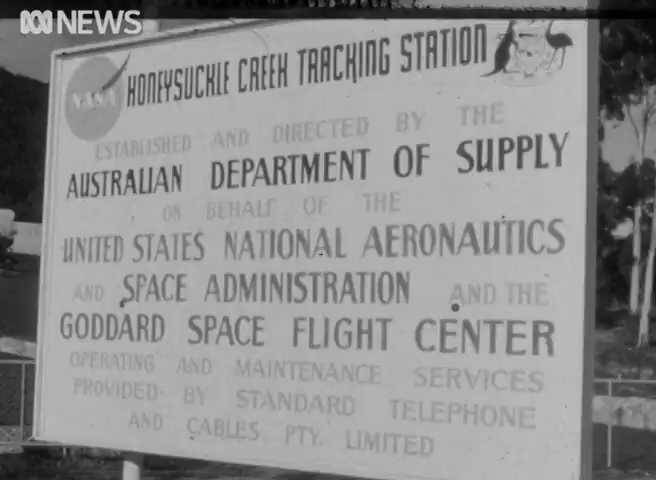 NEWS
NASA
HONEYSUCKLE CREEK TRACKING STATION
ESTABLISHED AND DIRECTED BY THE
AUSTRALIAN DEPARTMENT OF SUPPLY
ON BEHALF OF THE
UNITED STATES NATIONAL AERONAUTICS
AND SPACE ADMINISTRATION AND THE
GODDARD SPACE FLIGHT CENTER
OPERATING AND MAINTENANCE SERVICES
PROVIDED- BY STANDARD TELEPHONE
AND CABLES PTY. LIMITED